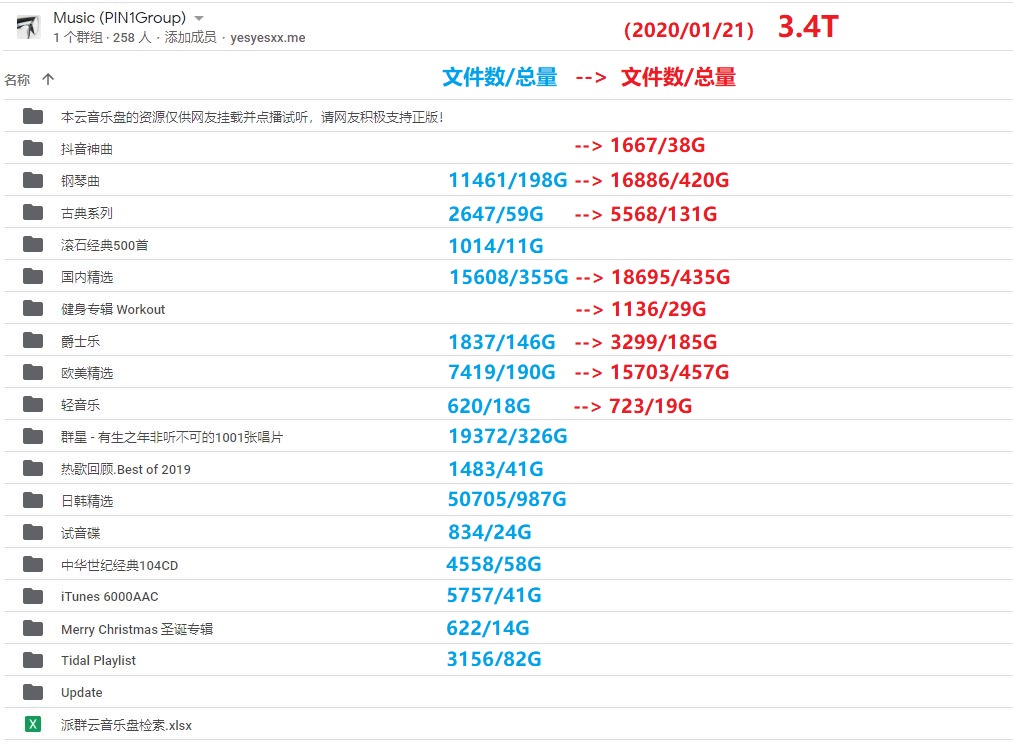 Music (PIN1Group) (2020/01/21) 3.4T
1 个群组 · 258 人 · 添加成员 · yesyesxx.me
名称 ↑ 文件数/总量 --> 文件数/总量
本云音乐盘的资源仅供网友挂载并点播试听，请网友积极支持正版！
抖音神曲 --> 1667/38G
钢琴曲 11461/198G --> 16886/420G
古典系列 2647/59G --> 5568/131G
滚石经典500首 1014/11G
国内精选 15608/355G --> 18695/435G
健身专辑 Workout --> 1136/29G
爵士乐 1837/146G --> 3299/185G
欧美精选 7419/190G --> 15703/457G
轻音乐 620/18G --> 723/19G
群星 - 有生之年非听不可的1001张唱片 19372/326G
热歌回顾.Best of 2019 1483/41G
日韩精选 50705/987G
试音碟 834/24G
中华世纪经典104CD 4558/58G
iTunes 6000AAC 5757/41G
Merry Christmas 圣诞专辑 622/14G
Tidal Playlist 3156/82G
Update
X 派群云音乐盘检索.xlsx